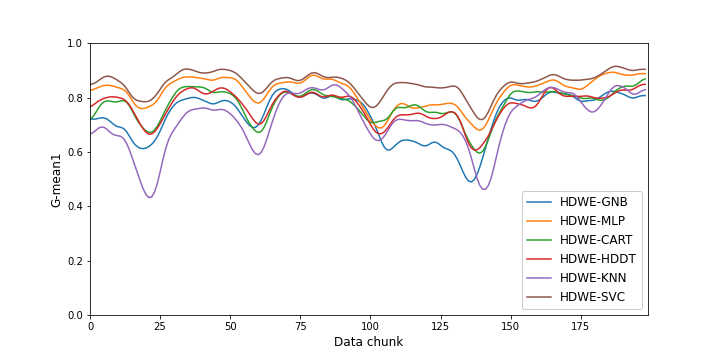 1.0
0.8
0.6
0.4
0.2
0.0
G-mean1
0 25 50 75 100 125 150 175
Data chunk
HDWE-GNB
HDWE-MLP
HDWE-CART
HDWE-HDDT
HDWE-KNN
HDWE-SVC